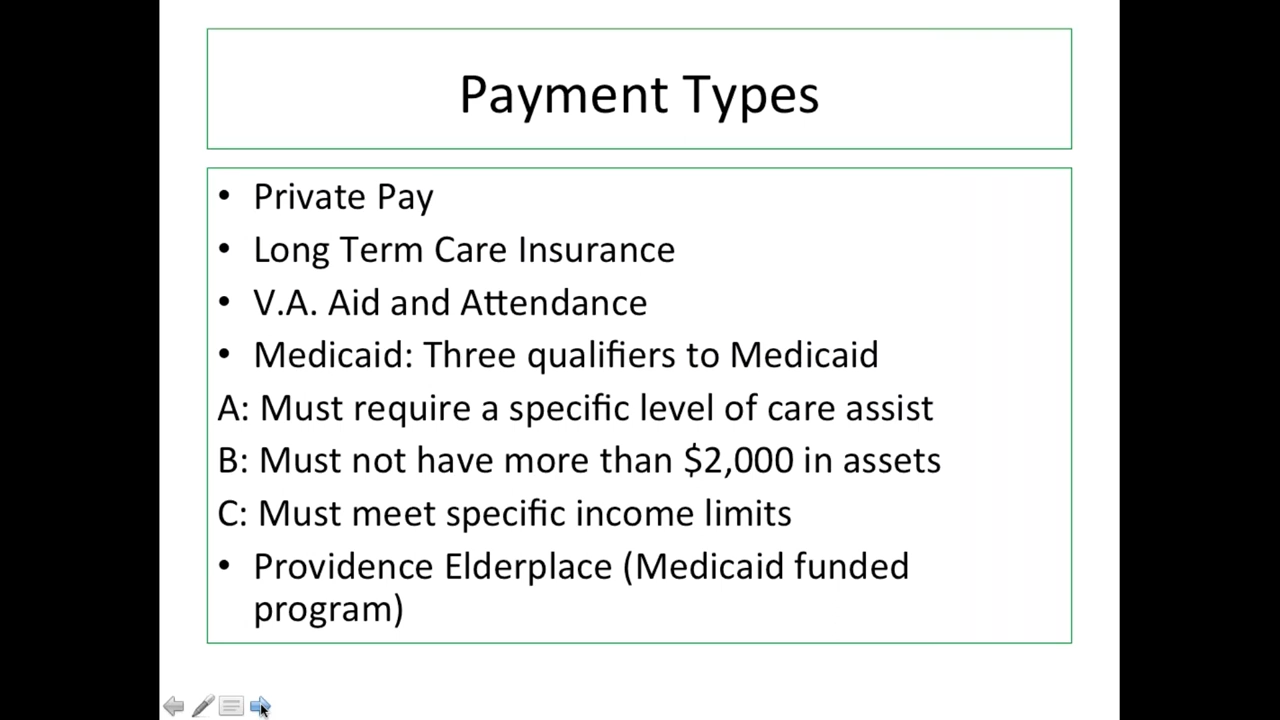 Payment Types
• Private Pay
• Long Term Care Insurance
• V.A. Aid and Attendance
• Medicaid: Three qualifiers to Medicaid
A: Must require a specific level of care assist
B: Must not have more than $2,000 in assets
C: Must meet specific income limits
• Providence Elderplace (Medicaid funded
program)